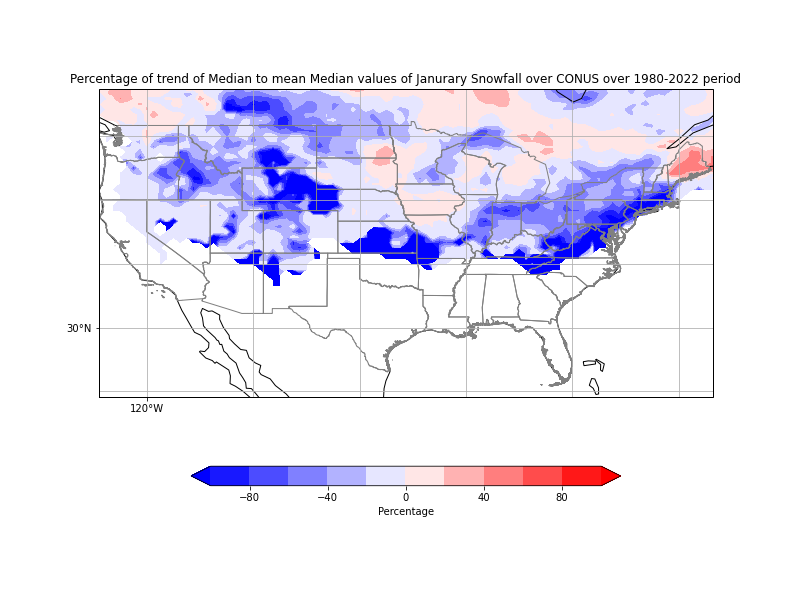 Percentage of trend of Median to mean Median values of Janurary Snowfall over CONUS over 1980-2022 period
30°N
120°W
−80 −40 0 40 80
Percentage